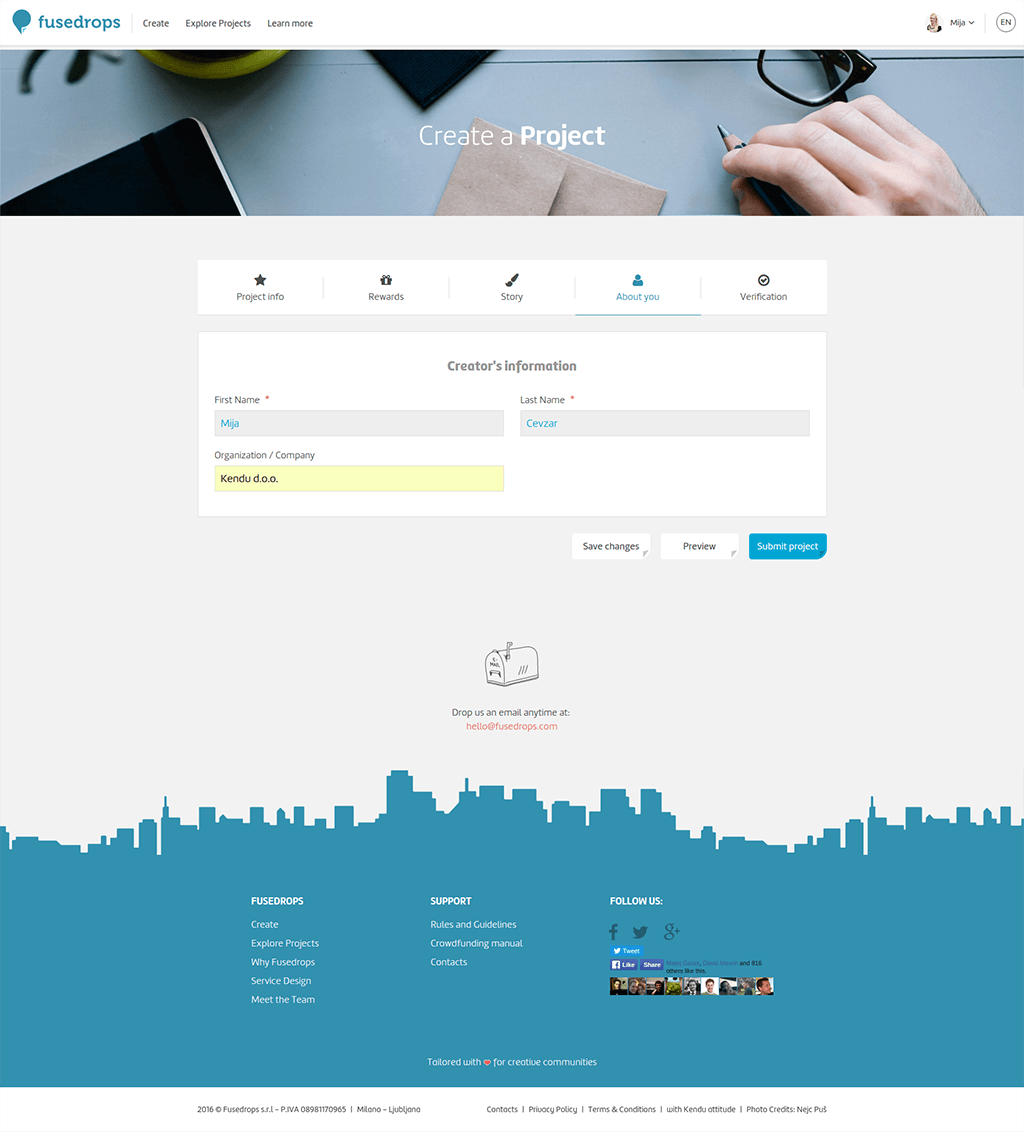 fusedrops
Create
Explore Projects
Learn more
Mija
EN
Create a Project
Project info
Rewards
Story
About you
Verification
Creator's information
First Name *
Last Name *
Mija
Cevzar
Organization / Company
Kendu d.o.o.
Save changes
Preview
Submit project
E-
MAIL
Drop us an email anytime at:
hello@fusedrops.com
FUSEDROPS
Create
Explore Projects
Why Fusedrops
Service Design
Meet the Team
SUPPORT
Rules and Guidelines
Crowdfunding manual
Contacts
FOLLOW US:
Tweet
Like
Share
and 816
others like this.
Tailored with for creative communities
2016 © Fusedrops s.r.l – P.IVA 08981170965 | Milano – Ljubljana
Contacts | Privacy Policy | Terms & Conditions | with Kendu attitude | Photo Credits: Nejc Puš